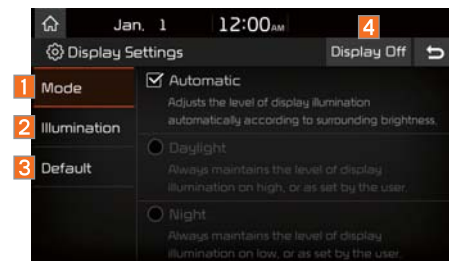 Jan. 1 12:00AM
4
Display Settings Display Off
1 Mode
Automatic
Adjusts the level of display illumination
automatically according to surrounding brightness.
2 Illumination
Daylight
Always maintains the level of display
illumination on high, or as set by the user.
3 Default
Night
Always maintains the level of display
illumination on low, or as set by the user.